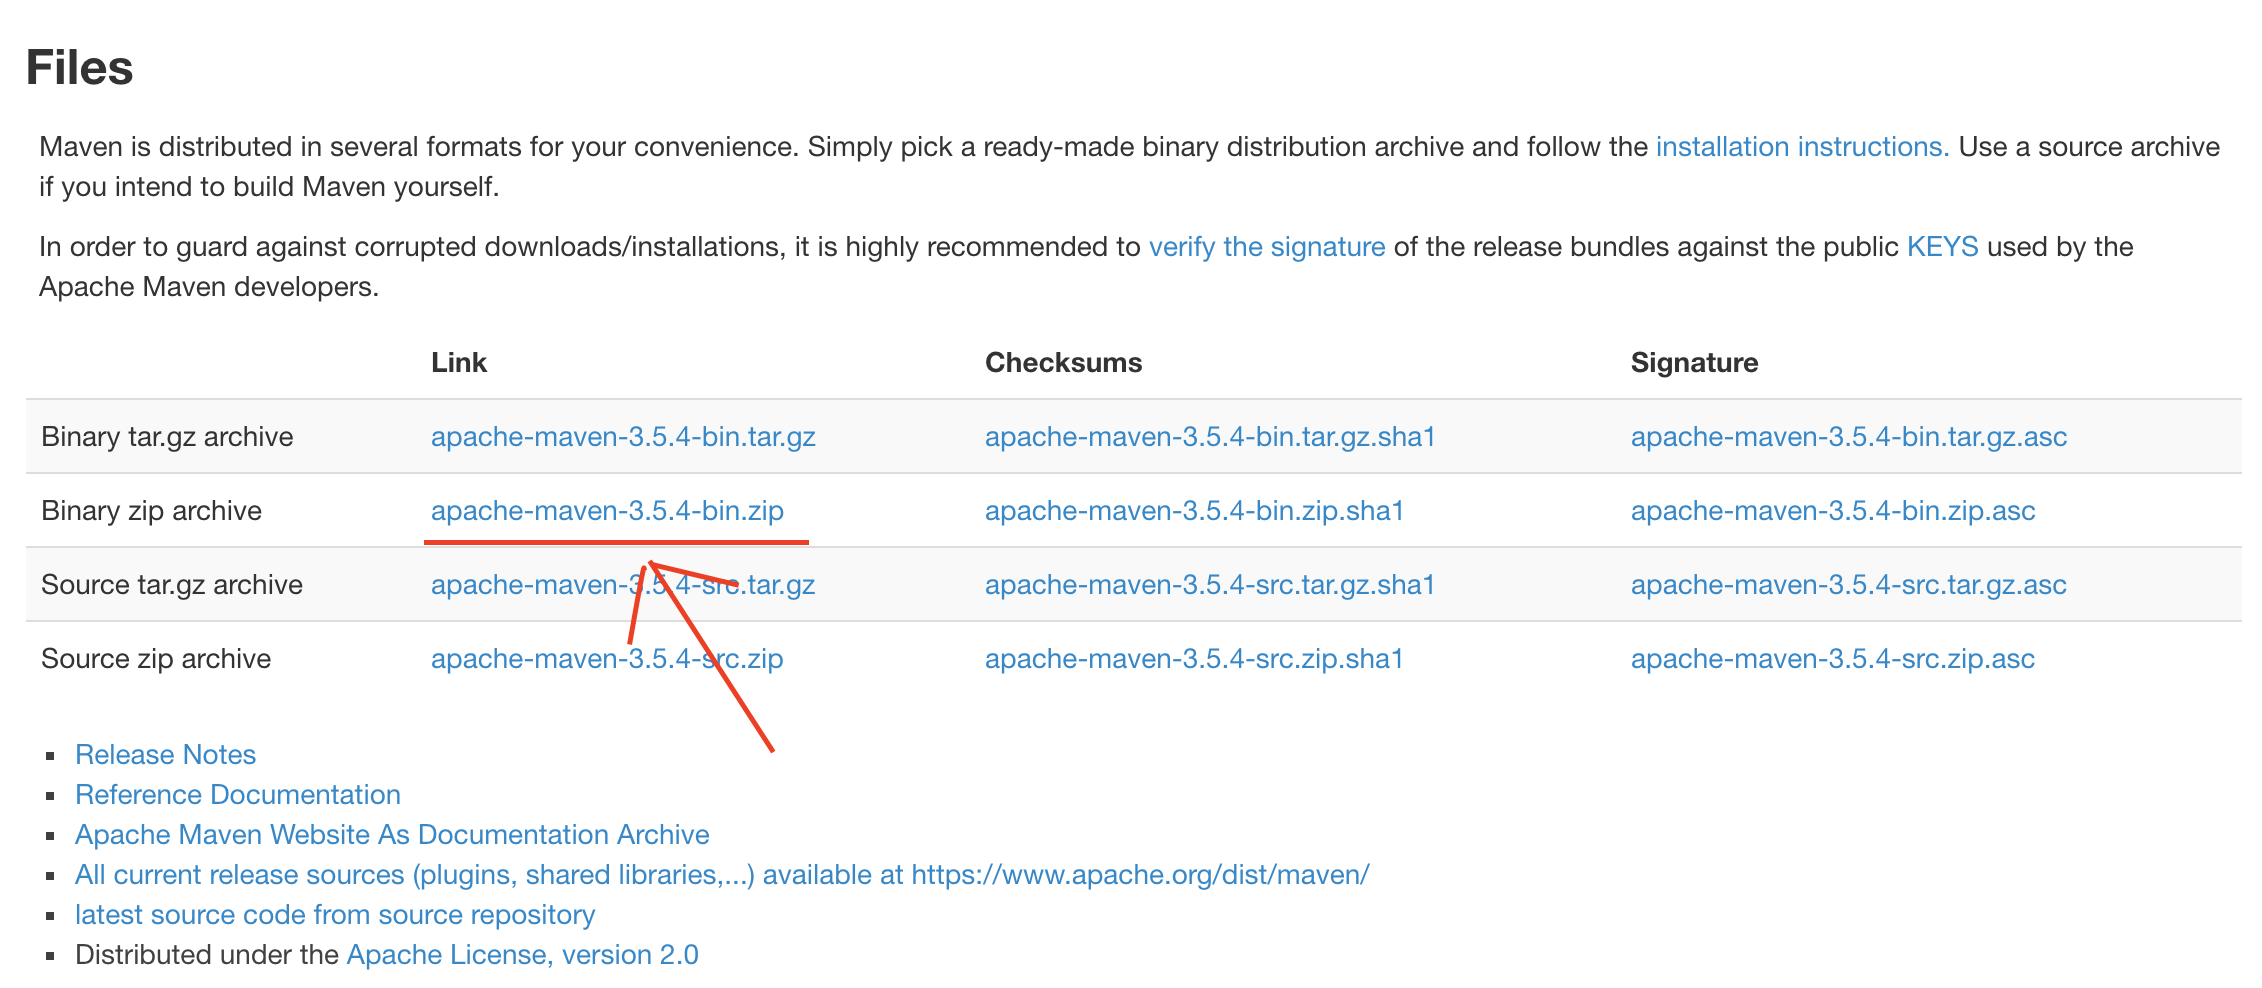 Files
Maven is distributed in several formats for your convenience. Simply pick a ready-made binary distribution archive and follow the installation instructions. Use a source archive
if you intend to build Maven yourself.
In order to guard against corrupted downloads/installations, it is highly recommended to verify the signature of the release bundles against the public KEYS used by the
Apache Maven developers.
Link Checksums Signature
Binary tar.gz archive apache-maven-3.5.4-bin.tar.gz apache-maven-3.5.4-bin.tar.gz.sha1 apache-maven-3.5.4-bin.tar.gz.asc
Binary zip archive apache-maven-3.5.4-bin.zip apache-maven-3.5.4-bin.zip.sha1 apache-maven-3.5.4-bin.zip.asc
Source tar.gz archive apache-maven-3.5.4-src.tar.gz apache-maven-3.5.4-src.tar.gz.sha1 apache-maven-3.5.4-src.tar.gz.asc
Source zip archive apache-maven-3.5.4-src.zip apache-maven-3.5.4-src.zip.sha1 apache-maven-3.5.4-src.zip.asc
▪ Release Notes
▪ Reference Documentation
▪ Apache Maven Website As Documentation Archive
▪ All current release sources (plugins, shared libraries,...) available at https://www.apache.org/dist/maven/
▪ latest source code from source repository
▪ Distributed under the Apache License, version 2.0